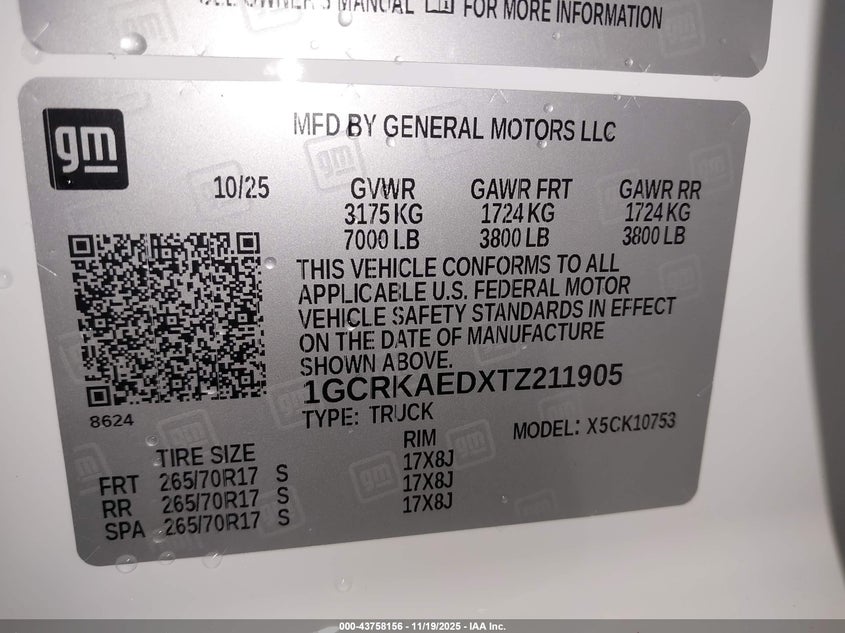 OWNER'S MANUAL FOR MORE INFORMATION
gm
MFD BY GENERAL MOTORS LLC
10/25 GVWR GAWR FRT GAWR RR
3175 KG 1724 KG 1724 KG
7000 LB 3800 LB 3800 LB
THIS VEHICLE CONFORMS TO ALL
APPLICABLE U.S. FEDERAL MOTOR
VEHICLE SAFETY STANDARDS IN EFFECT
ON THE DATE OF MANUFACTURE
SHOWN ABOVE.
1GCRKAEDXTZ211905
8624
TYPE: TRUCK MODEL: X5CK10753
TIRE SIZE RIM
FRT 265/70R17 S 17X8J
RR 265/70R17 S 17X8J
SPA 265/70R17 S 17X8J
000-43758156 - 11/19/2025 - IAA Inc.